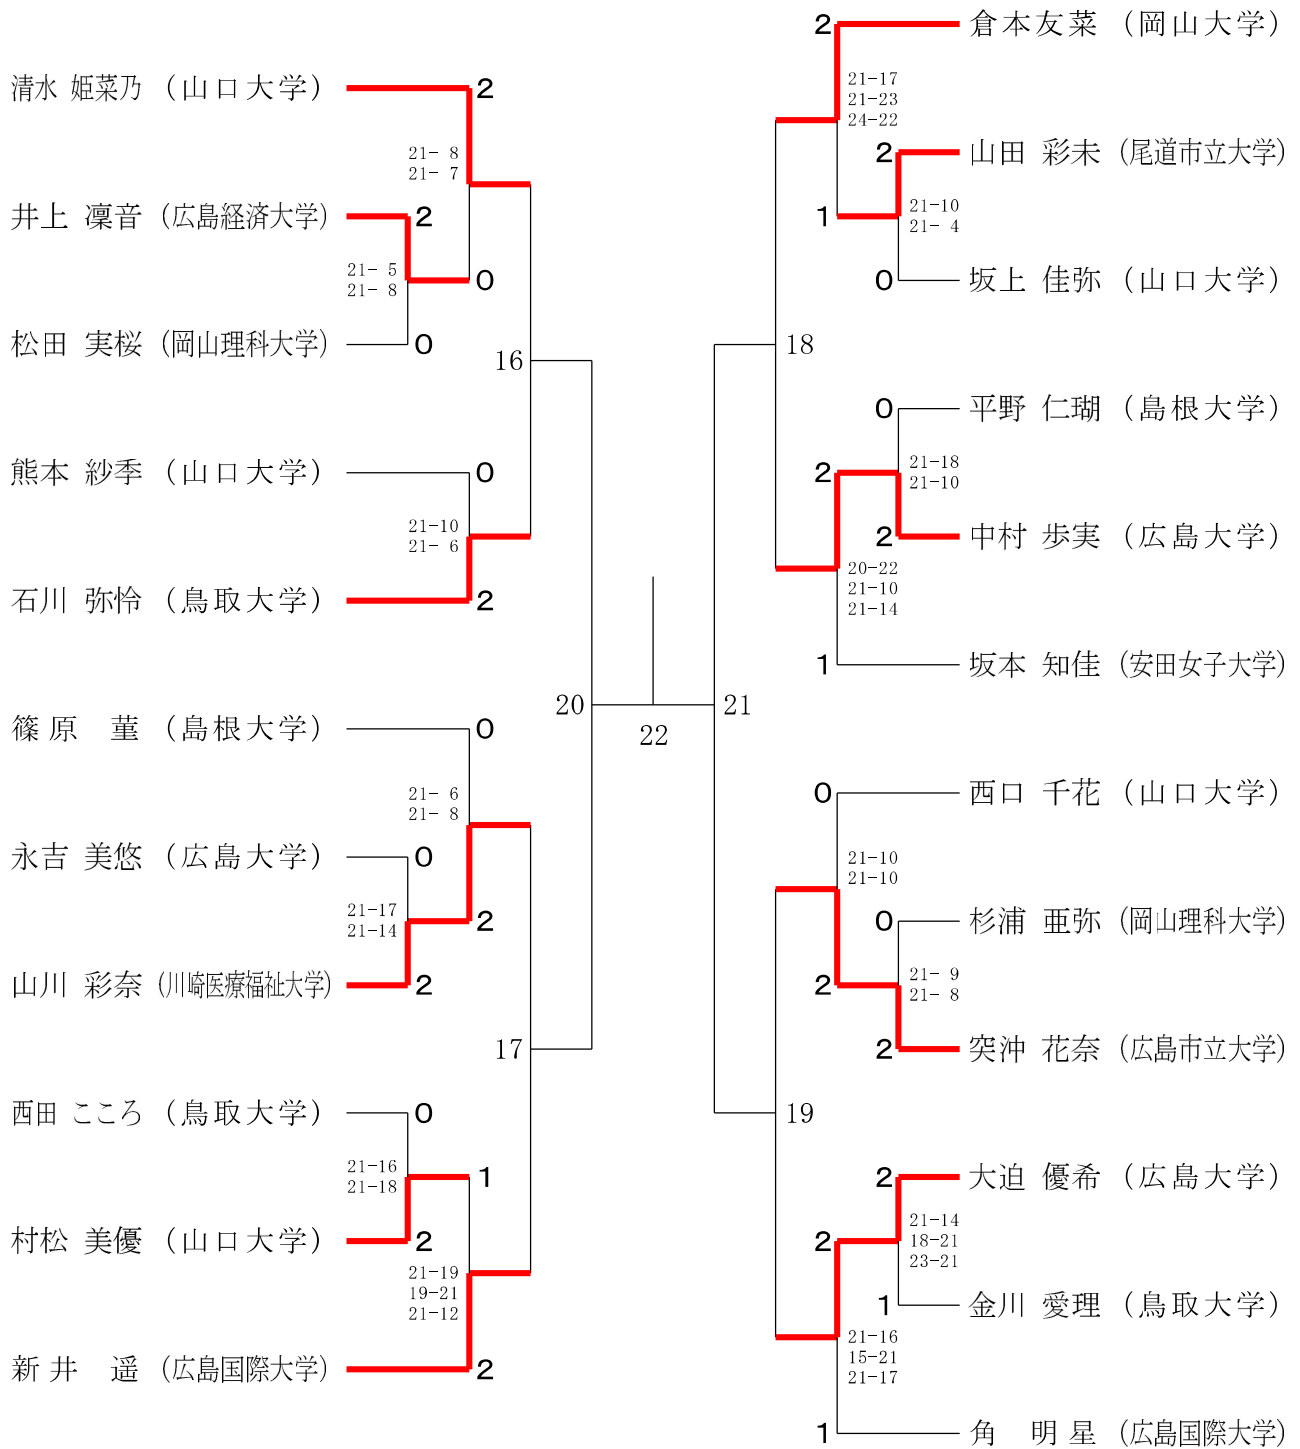 清水 姫菜乃 (山口大学) 2
21- 8
21- 7
井上 凜音 (広島経済大学) 2
21- 5
21- 8
0
松田 実桜 (岡山理科大学) 0
16
熊本 紗季 (山口大学) 0
21-10
21- 6
石川 弥怜 (鳥取大学) 2
20
篠原 菫 (島根大学) 0
21- 6
21- 8
永吉 美悠 (広島大学) 0
21-17
21-14
2
山川 彩奈 (川崎医療福祉大学) 2
17
西田 こころ (鳥取大学) 0
21-16
21-18
1
村松 美優 (山口大学) 2
21-19
19-21
21-12
新井 遥 (広島国際大学) 2
22
2 倉本友菜 (岡山大学)
21-17
21-23
24-22
2 山田 彩未 (尾道市立大学)
1
21-10
21- 4
0 坂上 佳弥 (山口大学)
18
0 平野 仁瑚 (島根大学)
2
21-18
21-10
2 中村 歩実 (広島大学)
20-22
21-10
21-14
1 坂本 知佳 (安田女子大学)
21
0 西口 千花 (山口大学)
21-10
21-10
0 杉浦 亜弥 (岡山理科大学)
2
21- 9
21- 8
2 突沖 花奈 (広島市立大学)
19
2 大迫 優希 (広島大学)
2
21-14
18-21
23-21
1 金川 愛理 (鳥取大学)
21-16
15-21
21-17
1 角 明星 (広島国際大学)